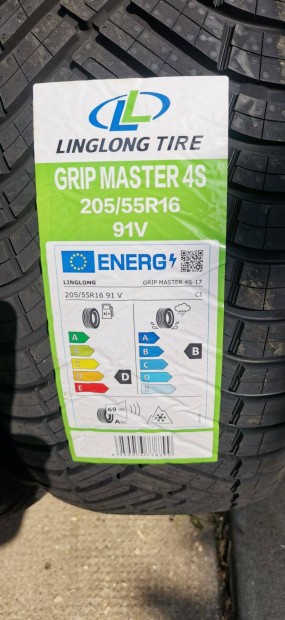 LINGLONG TIRE
GRIP MASTER 4S
205/55R16
91V
ENERG
LINGLONG GRIP MASTER 4S-17
205/55R16 91 V C1
A A
B B
C C
D D
E E
D B
69
A